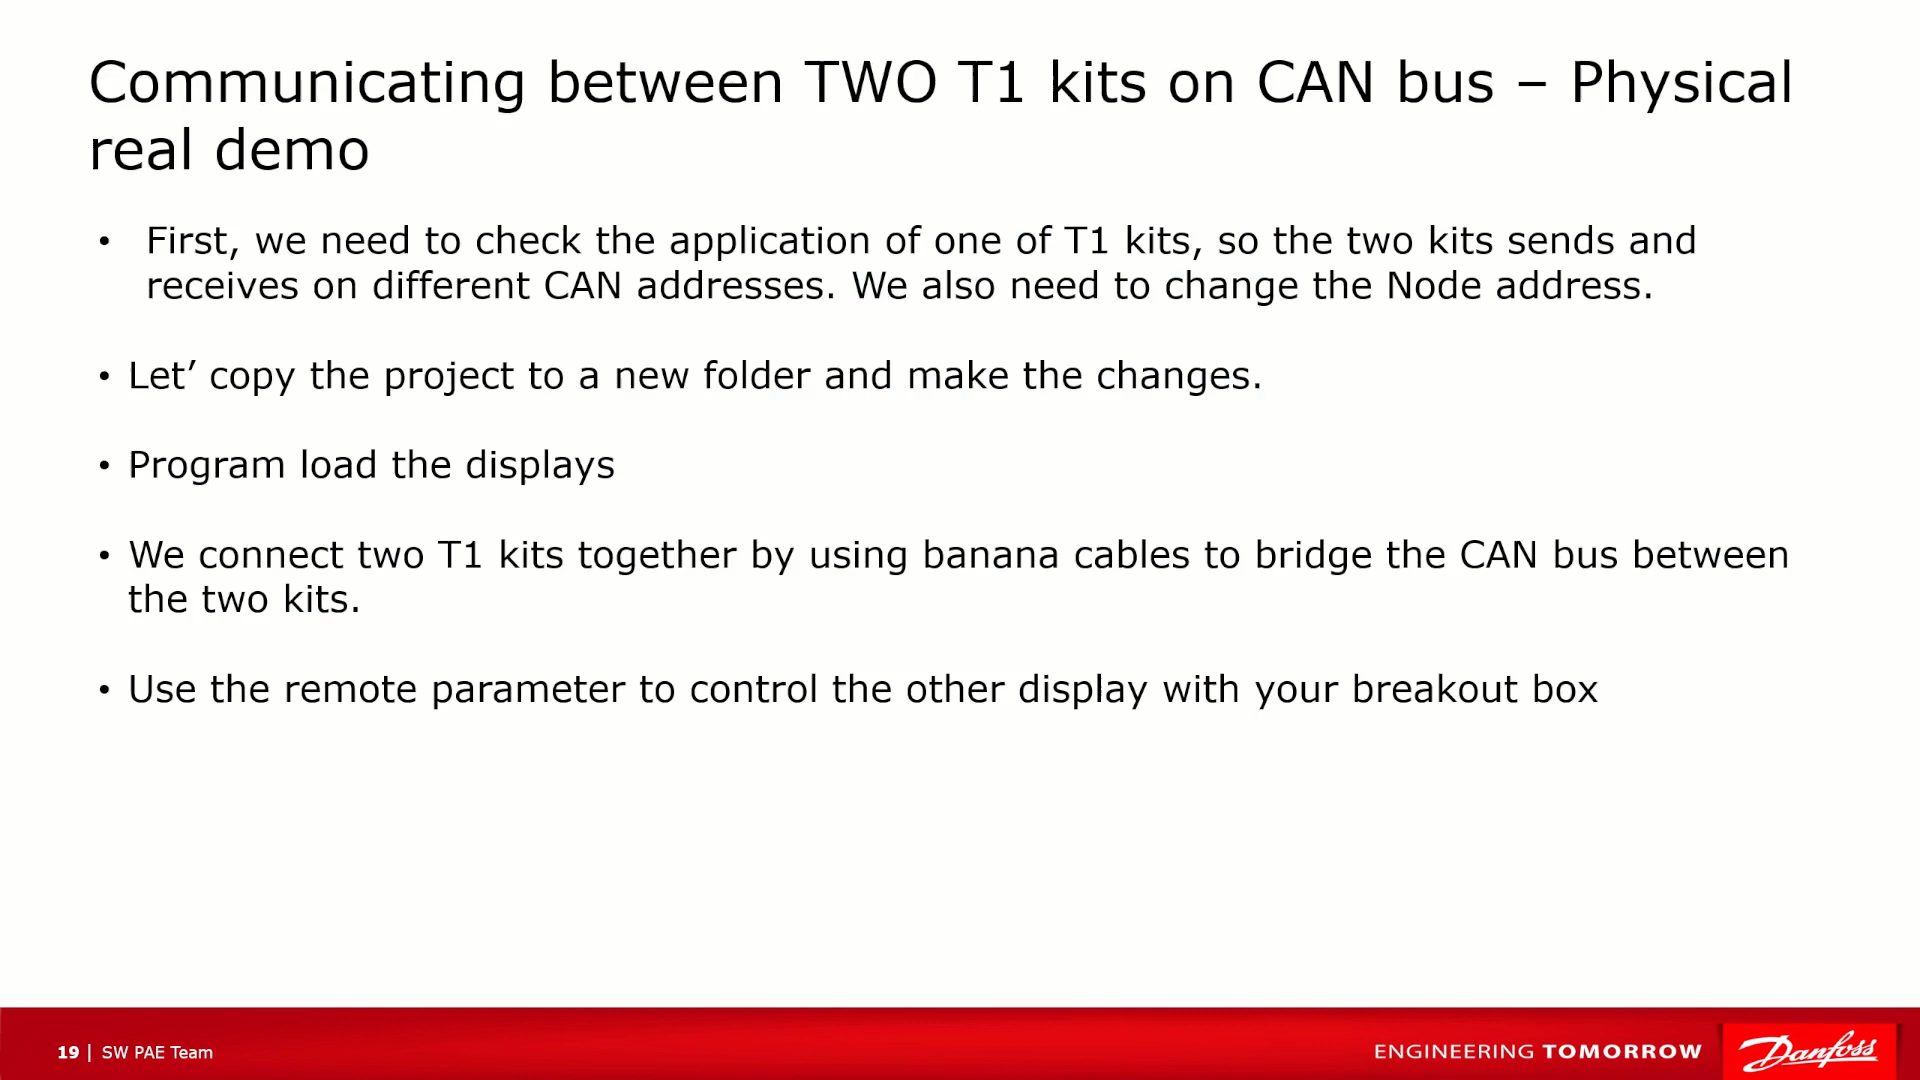 Communicating between TWO T1 kits on CAN bus – Physical
real demo
• First, we need to check the application of one of T1 kits, so the two kits sends and
receives on different CAN addresses. We also need to change the Node address.
• Let’ copy the project to a new folder and make the changes.
• Program load the displays
• We connect two T1 kits together by using banana cables to bridge the CAN bus between
the two kits.
• Use the remote parameter to control the other display with your breakout box
19 | SW PAE Team
ENGINEERING TOMORROW
Danfoss